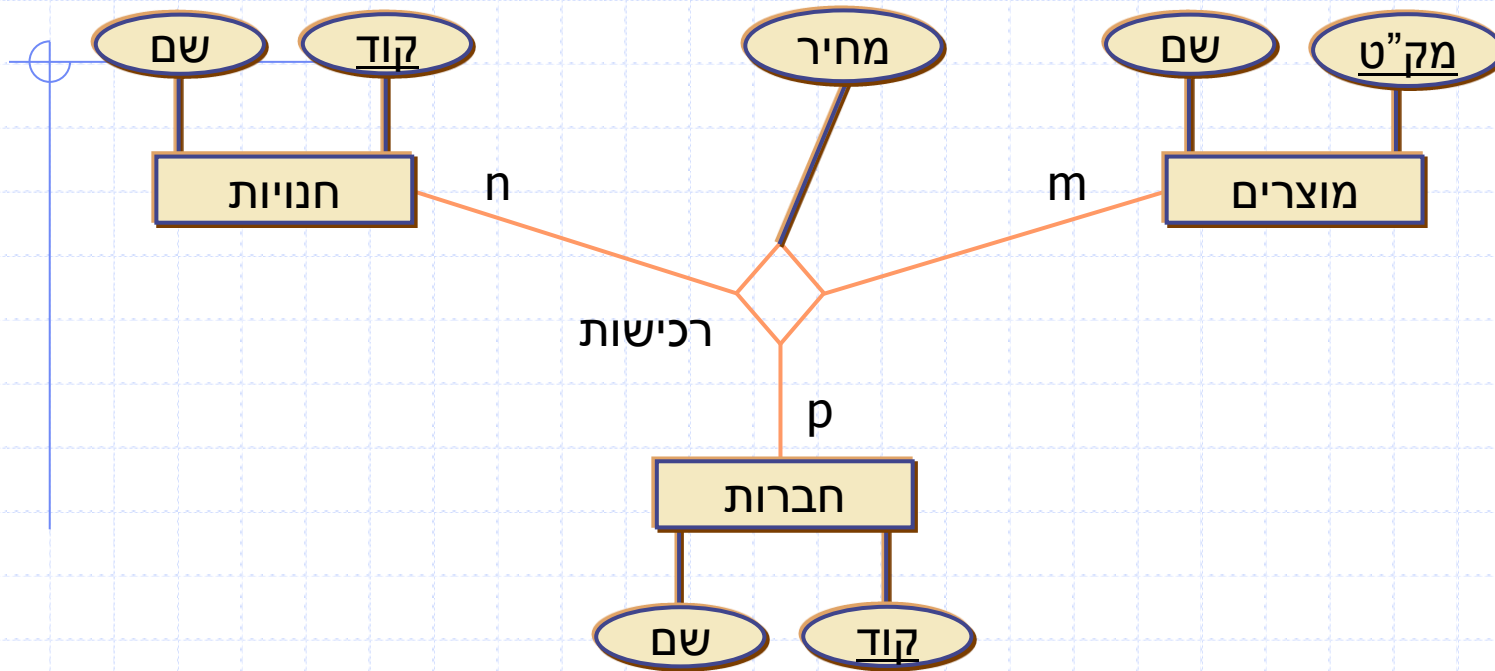 מק”ט
שם
מחיר
קוד
שם
מוצרים
m
n
חנויות
רכישות
p
חברות
קוד
שם